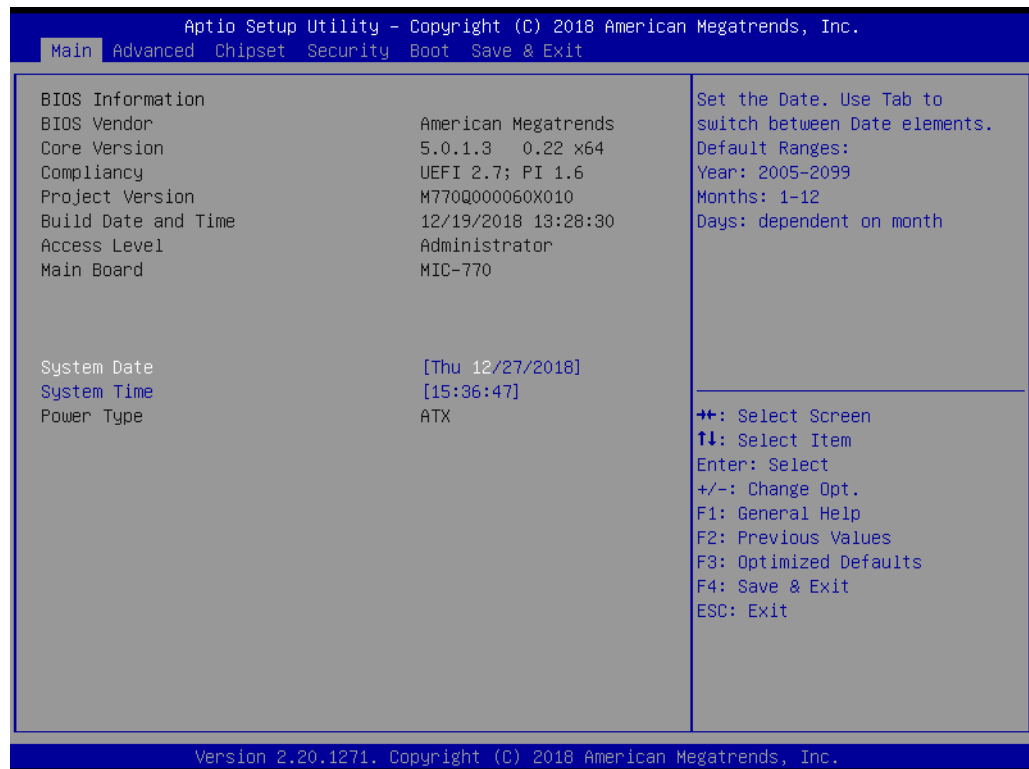 Aptio Setup Utility – Copyright (C) 2018 American Megatrends, Inc.
Main Advanced Chipset Security Boot Save & Exit
BIOS Information
BIOS Vendor American Megatrends
Core Version 5.0.1.3 0.22 x64
Compliancy UEFI 2.7; PI 1.6
Project Version M770Q000060X010
Build Date and Time 12/19/2018 13:28:30
Access Level Administrator
Main Board MIC-770
System Date [Thu 12/27/2018]
System Time [15:36:47]
Power Type ATX
Set the Date. Use Tab to
switch between Date elements.
Default Ranges:
Year: 2005-2099
Months: 1-12
Days: dependent on month
→←: Select Screen
↑↓: Select Item
Enter: Select
+/-: Change Opt.
F1: General Help
F2: Previous Values
F3: Optimized Defaults
F4: Save & Exit
ESC: Exit
Version 2.20.1271. Copyright (C) 2018 American Megatrends, Inc.